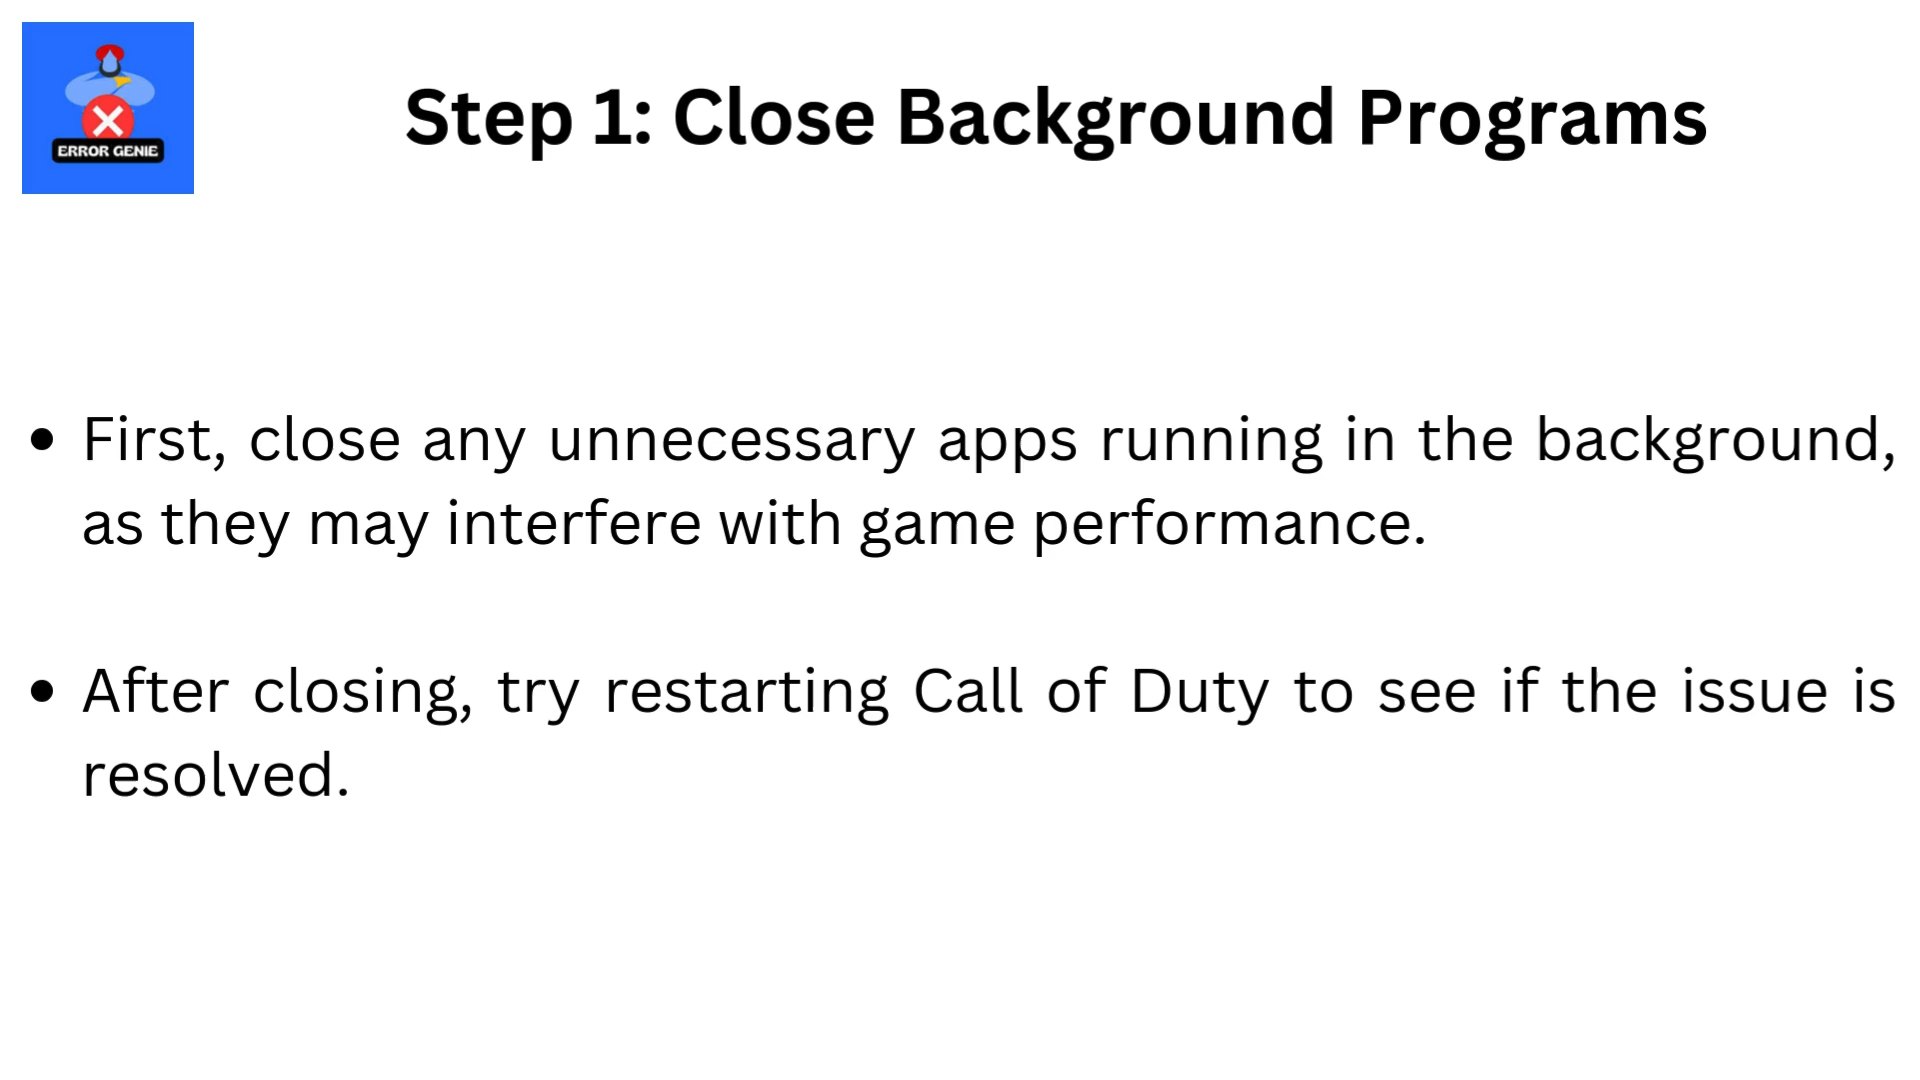 ERROR GENIE
Step 1: Close Background Programs
• First, close any unnecessary apps running in the background,
as they may interfere with game performance.
• After closing, try restarting Call of Duty to see if the issue is
resolved.